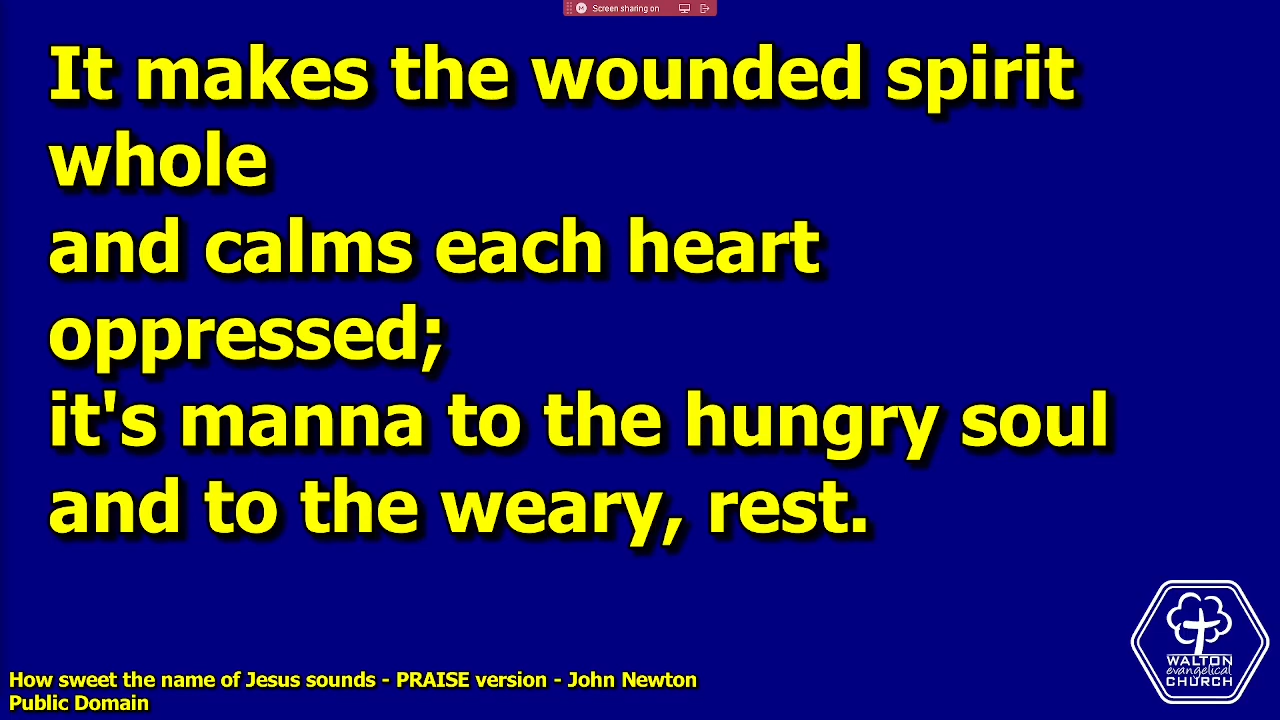 Screen sharing on
It makes the wounded spirit
whole
and calms each heart
oppressed;
it's manna to the hungry soul
and to the weary, rest.
WALTON
evangelical
CHURCH
How sweet the name of Jesus sounds - PRAISE version - John Newton
Public Domain